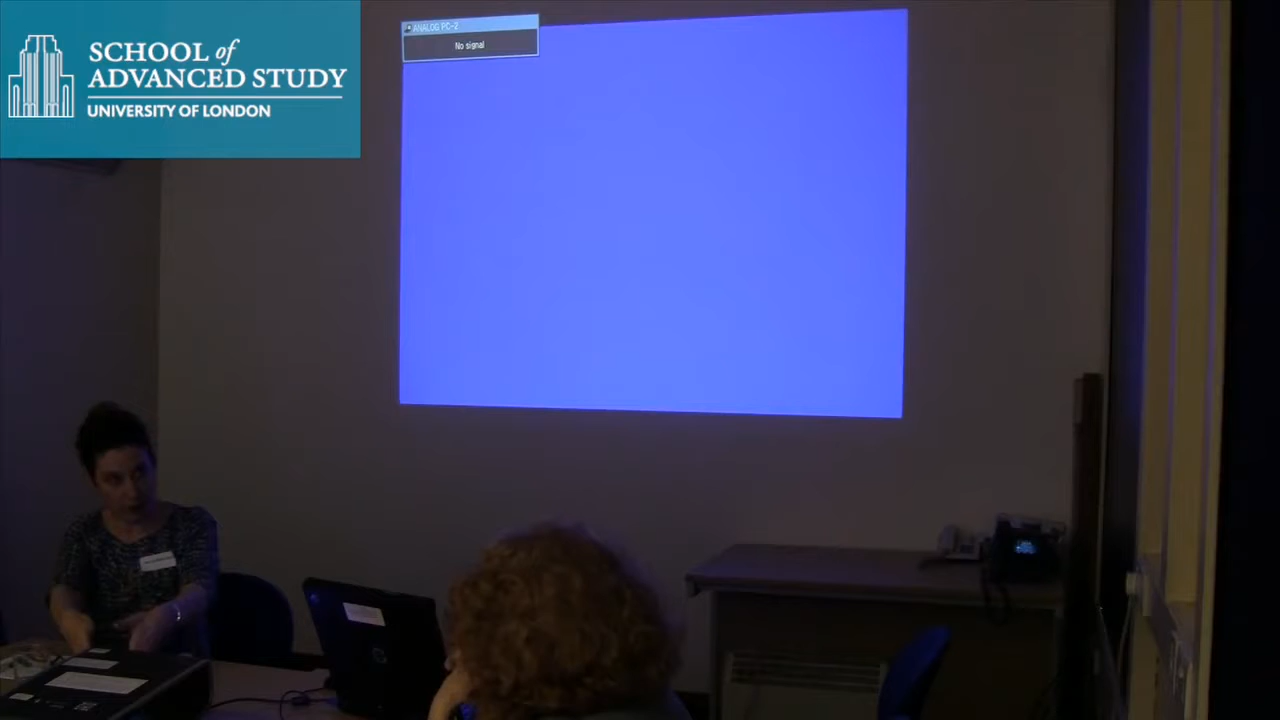 SCHOOL of
ADVANCED STUDY
UNIVERSITY OF LONDON
ANALOG PC-2
No signal